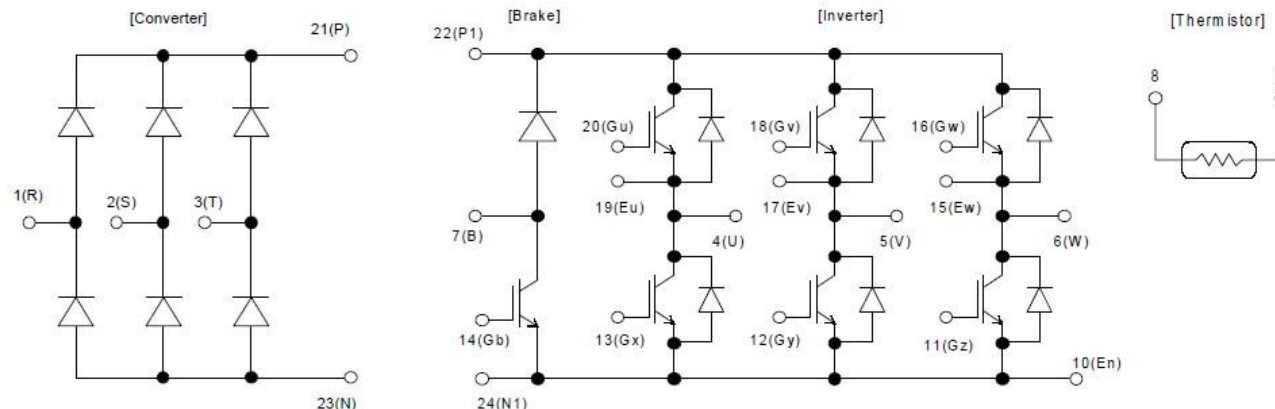 [Converter]
[Brake]
[Inverter]
[Thermistor]
21(P)
22(P1)
8
20(Gu)
18(Gv)
16(Gw)
1(R)
2(S)
3(T)
19(Eu)
17(Ev)
15(Ew)
7(B)
4(U)
5(V)
6(W)
14(Gb)
13(Gx)
12(Gy)
11(Gz)
10(En)
23(N)
24(N1)